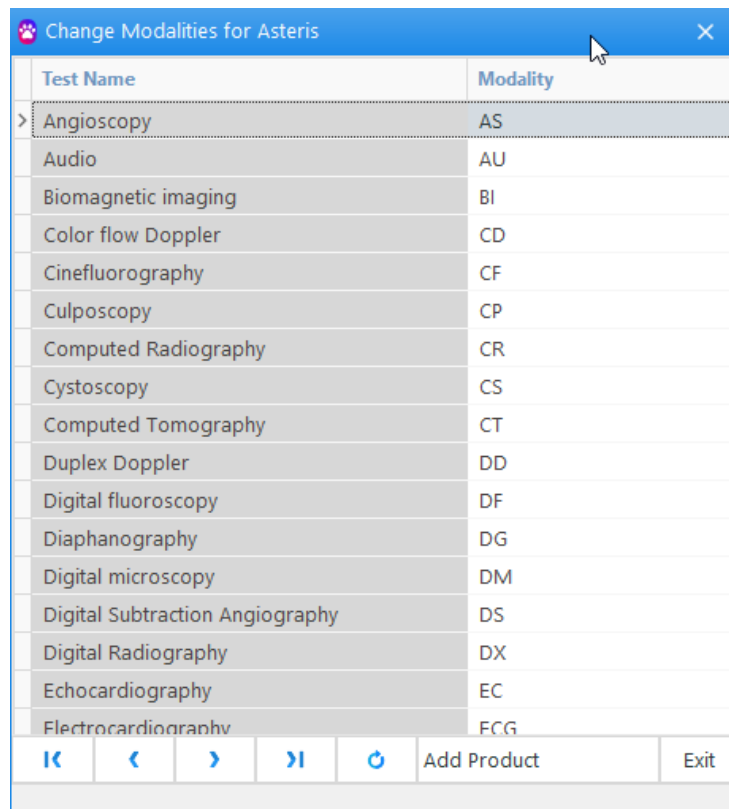 Change Modalities for Asteris
Test Name Modality
Angioscopy AS
Audio AU
Biomagnetic imaging BI
Color flow Doppler CD
Cinefluorography CF
Culposcopy CP
Computed Radiography CR
Cystoscopy CS
Computed Tomography CT
Duplex Doppler DD
Digital fluoroscopy DF
Diaphanography DG
Digital microscopy DM
Digital Subtraction Angiography DS
Digital Radiography DX
Echocardiography EC
Electrocardiography ECG
Add Product Exit